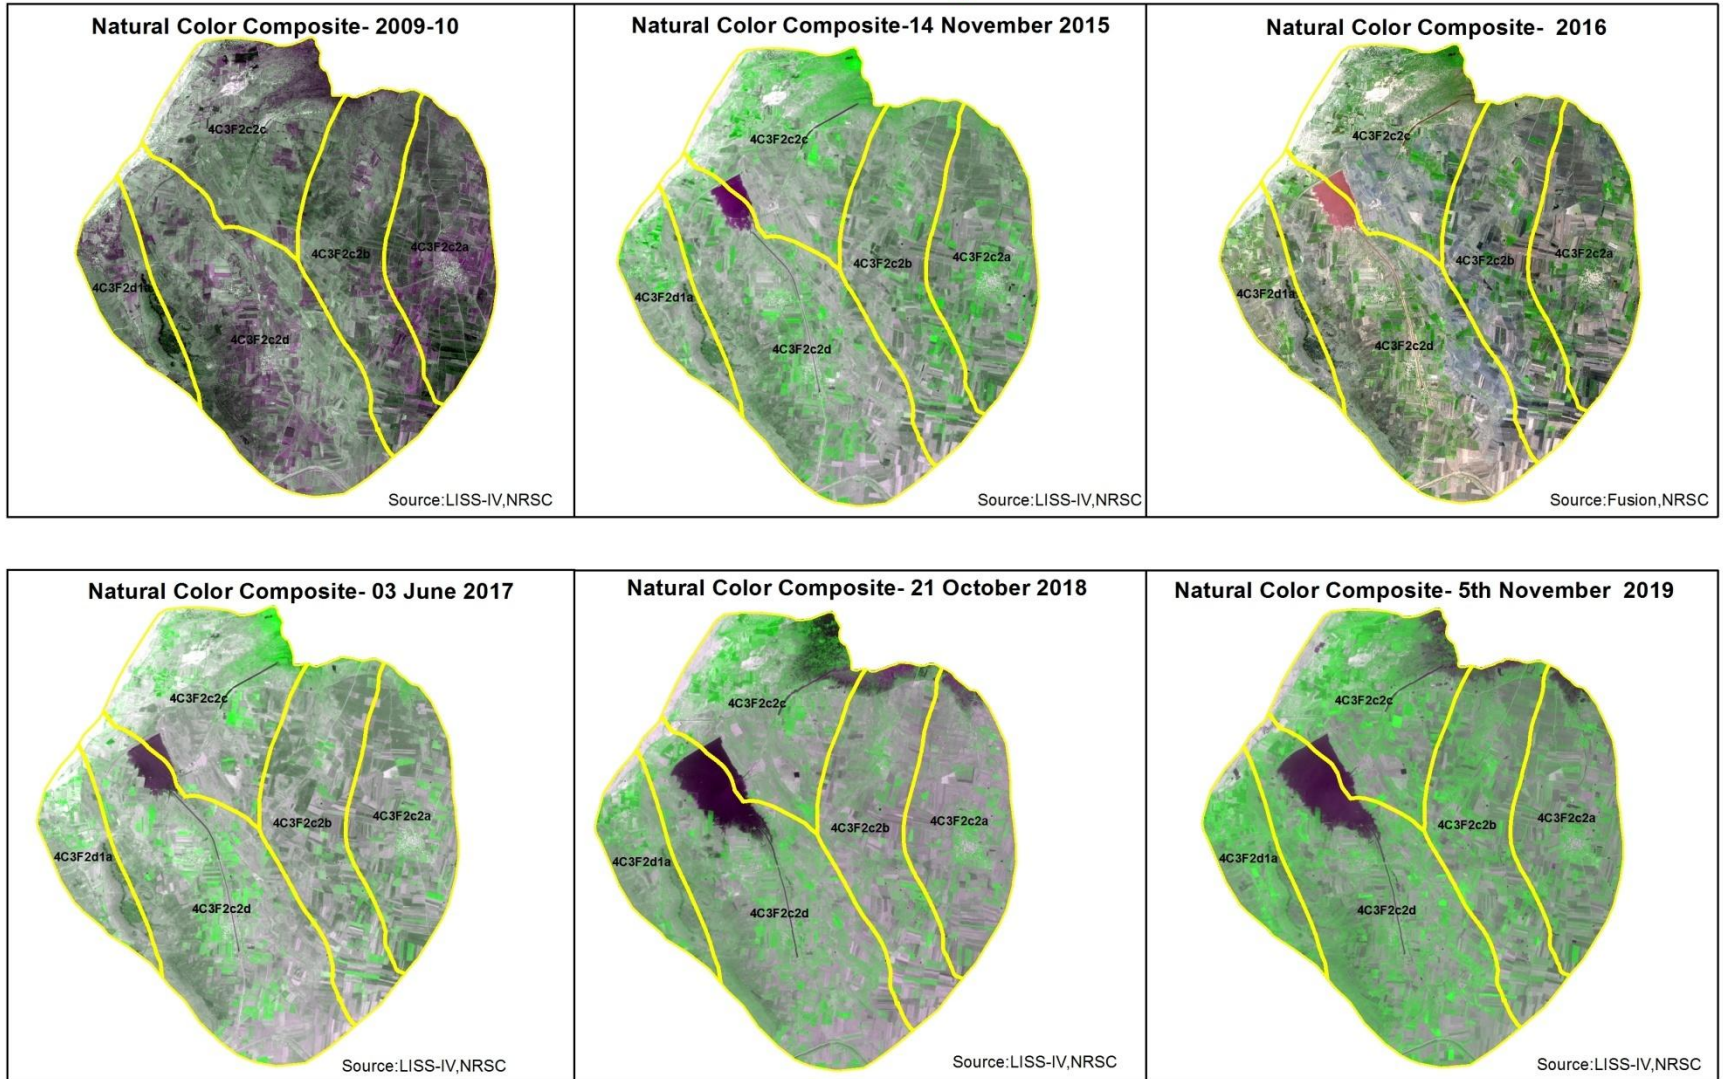 Natural Color Composite- 2009-10
4C3F2c2c
4C3F2c2a
4C3F2c2b
4C3F2d1a
4C3F2c2d
Source:LISS-IV,NRSC
Natural Color Composite-14 November 2015
4C3F2c2c
4C3F2c2a
4C3F2c2b
4C3F2d1a
4C3F2c2d
Source:LISS-IV,NRSC
Natural Color Composite- 2016
4C3F2c2c
4C3F2c2a
4C3F2c2b
4C3F2d1a
4C3F2c2d
Source:Fusion,NRSC
Natural Color Composite- 03 June 2017
4C3F2c2c
4C3F2c2a
4C3F2c2b
4C3F2d1a
4C3F2c2d
Source:LISS-IV,NRSC
Natural Color Composite- 21 October 2018
4C3F2c2c
4C3F2c2a
4C3F2c2b
4C3F2d1a
4C3F2c2d
Source:LISS-IV,NRSC
Natural Color Composite- 5th November 2019
4C3F2c2c
4C3F2c2a
4C3F2c2b
4C3F2d1a
4C3F2c2d
Source:LISS-IV,NRSC